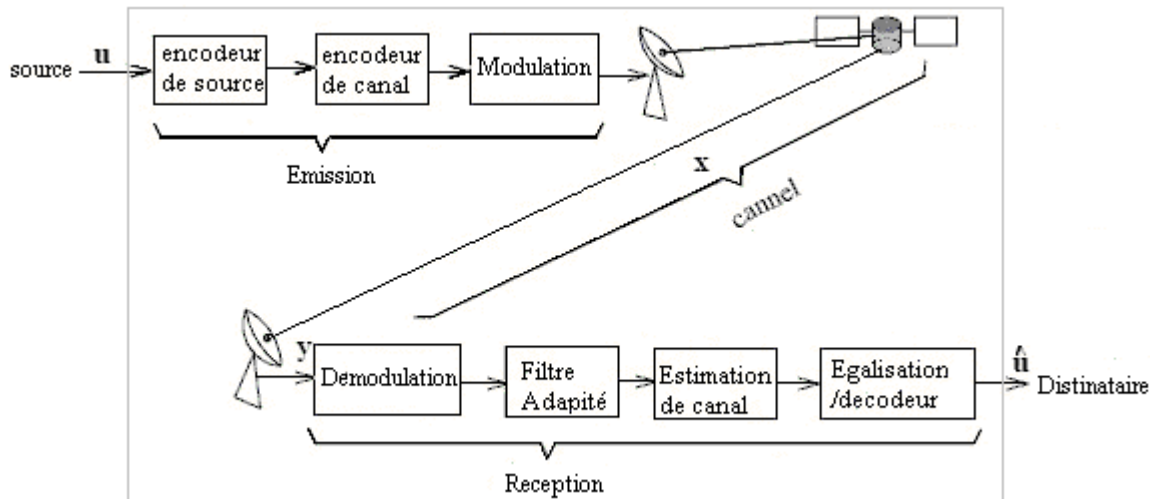 source
u
encodeur
de source
encodeur
de canal
Modulation
Emission
x
cannel
y
Demodulation
Filtre
Adapité
Estimation
de canal
Egalisation
/decodeur
û
Distinataire
Reception